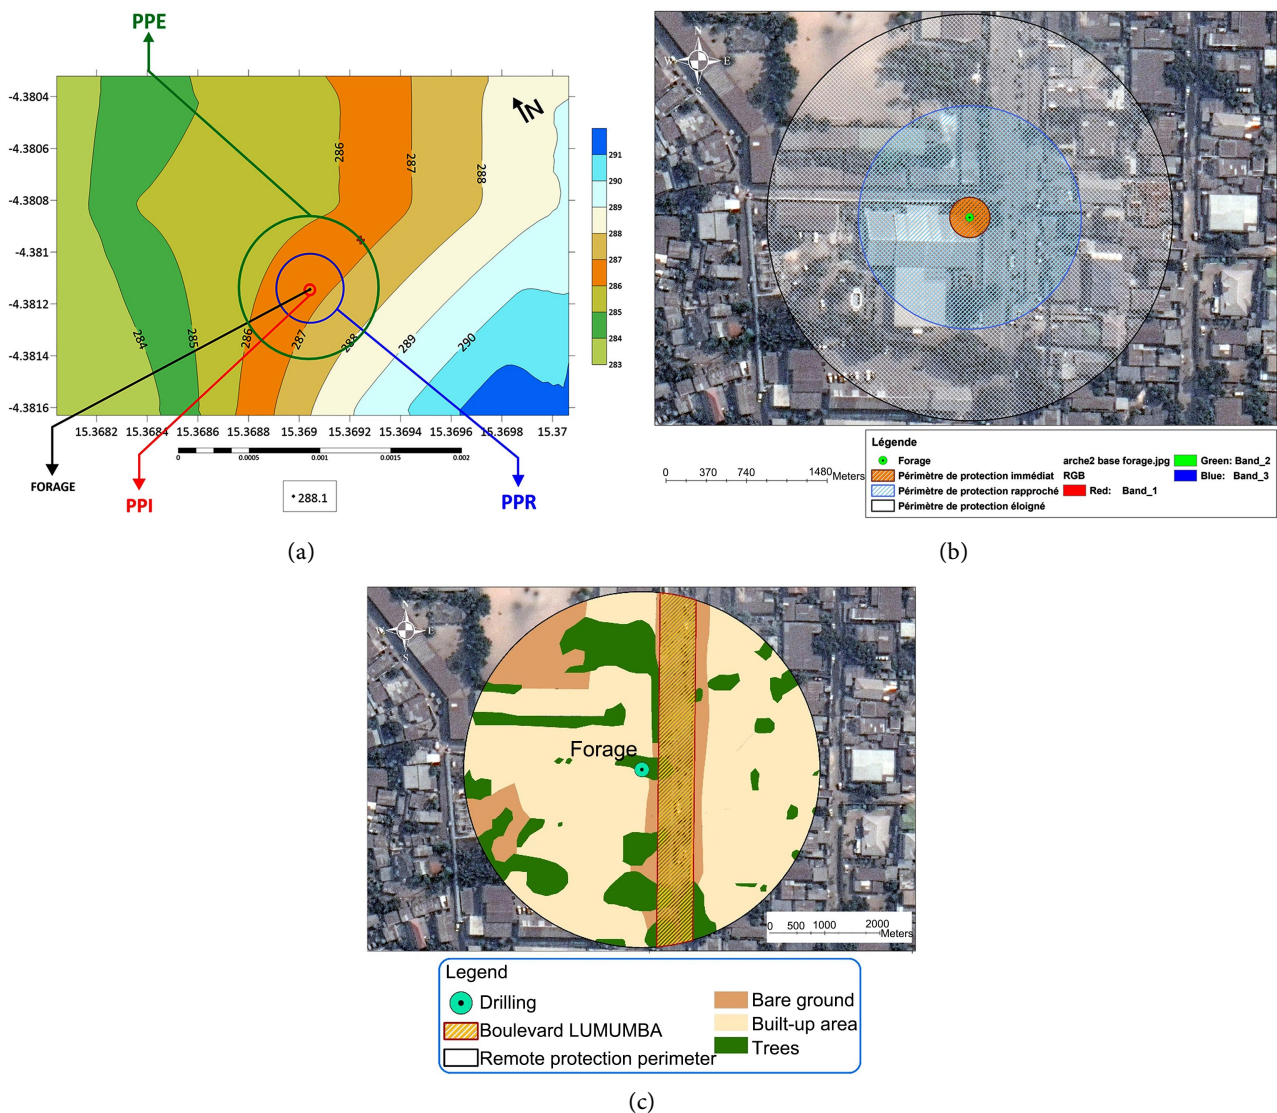 PPE
-4.3804
-4.3806
-4.3808
-4.381
-4.3812
-4.3814
-4.3816
286
287
288
284
285
286
287
288
289
290
N
291
290
289
288
287
286
285
284
283
15.3682
15.3684
15.3686
15.3688
15.369
15.3692
15.3694
15.3696
15.3698
15.37
0
0.0005
0.001
0.0015
0.002
FORAGE
PPI
288.1
PPR
(a)
N
W
E
S
0 370 740 1480 Meters
Légende
Forage
Périmètre de protection immédiat
Périmètre de protection rapproché
Périmètre de protection éloigné
arche2 base forage.jpg
RGB
Red: Band_1
Green: Band_2
Blue: Band_3
(b)
N
W
E
S
Forage
0 500 1000 2000
Meters
Legend
Drilling
Boulevard LUMUMBA
Remote protection perimeter
Bare ground
Built-up area
Trees
(c)